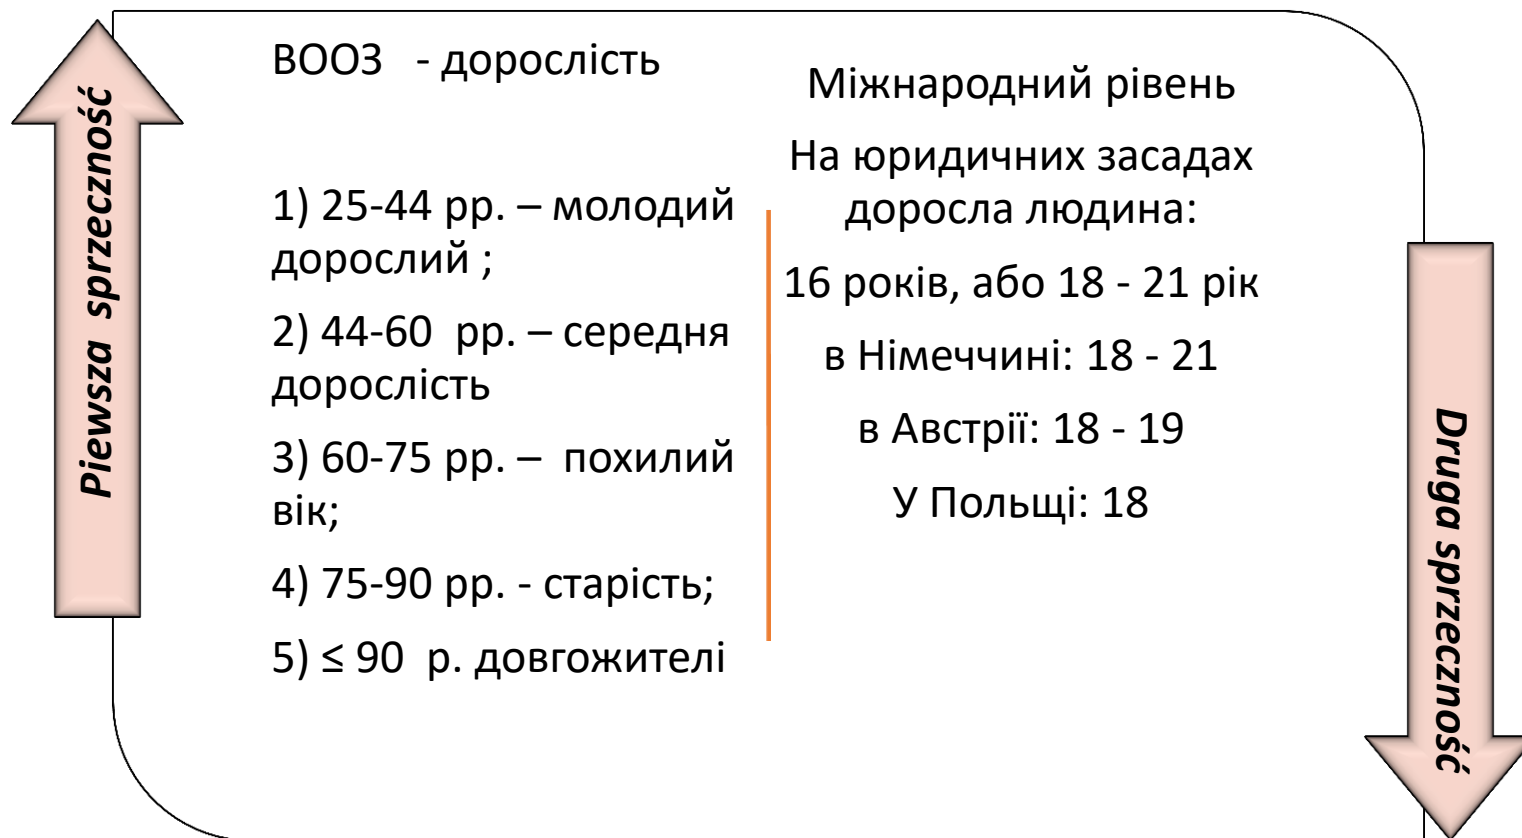 Piewsza sprzeczność
ВООЗ - дорослість
1) 25-44 рр. – молодий
дорослий ;
2) 44-60 рр. – середня
дорослість
3) 60-75 рр. – похилий
вік;
4) 75-90 рр. - старість;
5) ≤ 90 р. довгожителі
Міжнародний рівень
На юридичних засадах
доросла людина:
16 років, або 18 - 21 рік
в Німеччині: 18 - 21
в Австрії: 18 - 19
У Польщі: 18
Druga sprzeczność